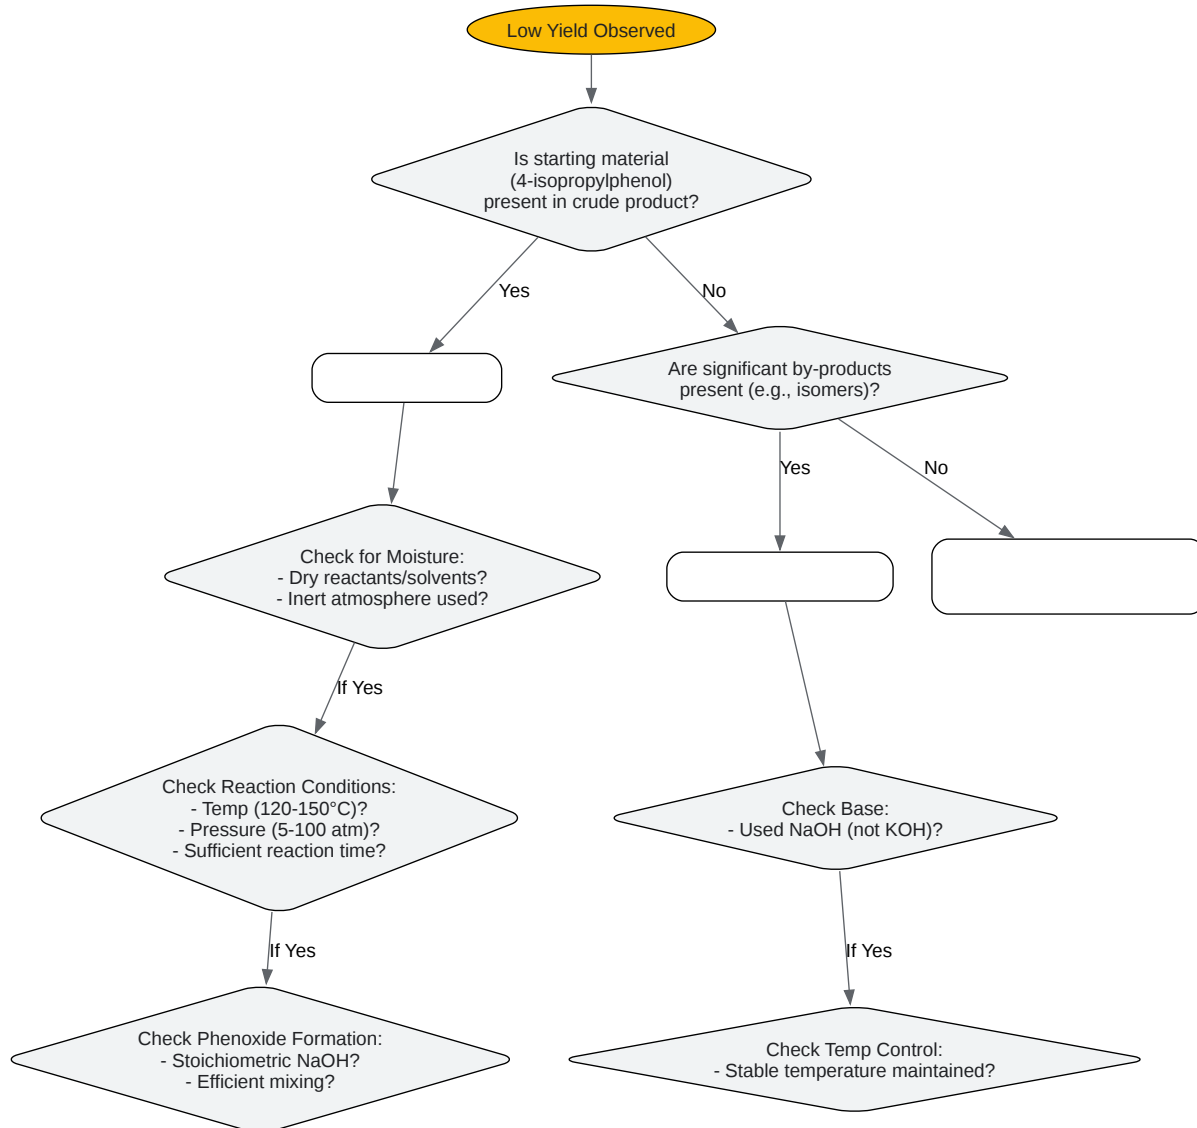 Low Yield Observed
Is starting material
(4-isopropylphenol)
present in crude product?
Yes
No
Are significant by-products
present (e.g., isomers)?
Yes
No
Check for Moisture:
- Dry reactants/solvents?
- Inert atmosphere used?
If Yes
Check Reaction Conditions:
- Temp (120-150°C)?
- Pressure (5-100 atm)?
- Sufficient reaction time?
Check Base:
- Used NaOH (not KOH)?
If Yes
If Yes
Check Phenoxide Formation:
- Stoichiometric NaOH?
- Efficient mixing?
Check Temp Control:
- Stable temperature maintained?